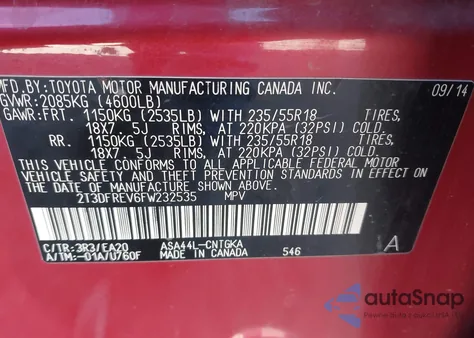 MFD.BY:TOYOTA MOTOR MANUFACTURING CANADA INC. 09/14
GVWR:2085KG (4600LB)
GAWR:FRT. 1150KG (2535LB) WITH 235/55R18 TIRES,
18X7. 5J RIMS, AT 220KPA (32PSI) COLD.
RR. 1150KG (2535LB) WITH 235/55R18 TIRES,
18X7. 5J RIMS, AT 220KPA (32PSI) COLD.
THIS VEHICLE CONFORMS TO ALL APPLICABLE FEDERAL MOTOR
VEHICLE SAFETY STANDARDS IN EFFECT ON THE DATE OF
MANUFACTURE SHOWN ABOVE.
2T3DFREV6FW232535 MPV
C/TR:3R3/EA20 ASA44L-CNTGKA
A/TM:-01A/U760F MADE IN CANADA 546 A
autoSnap